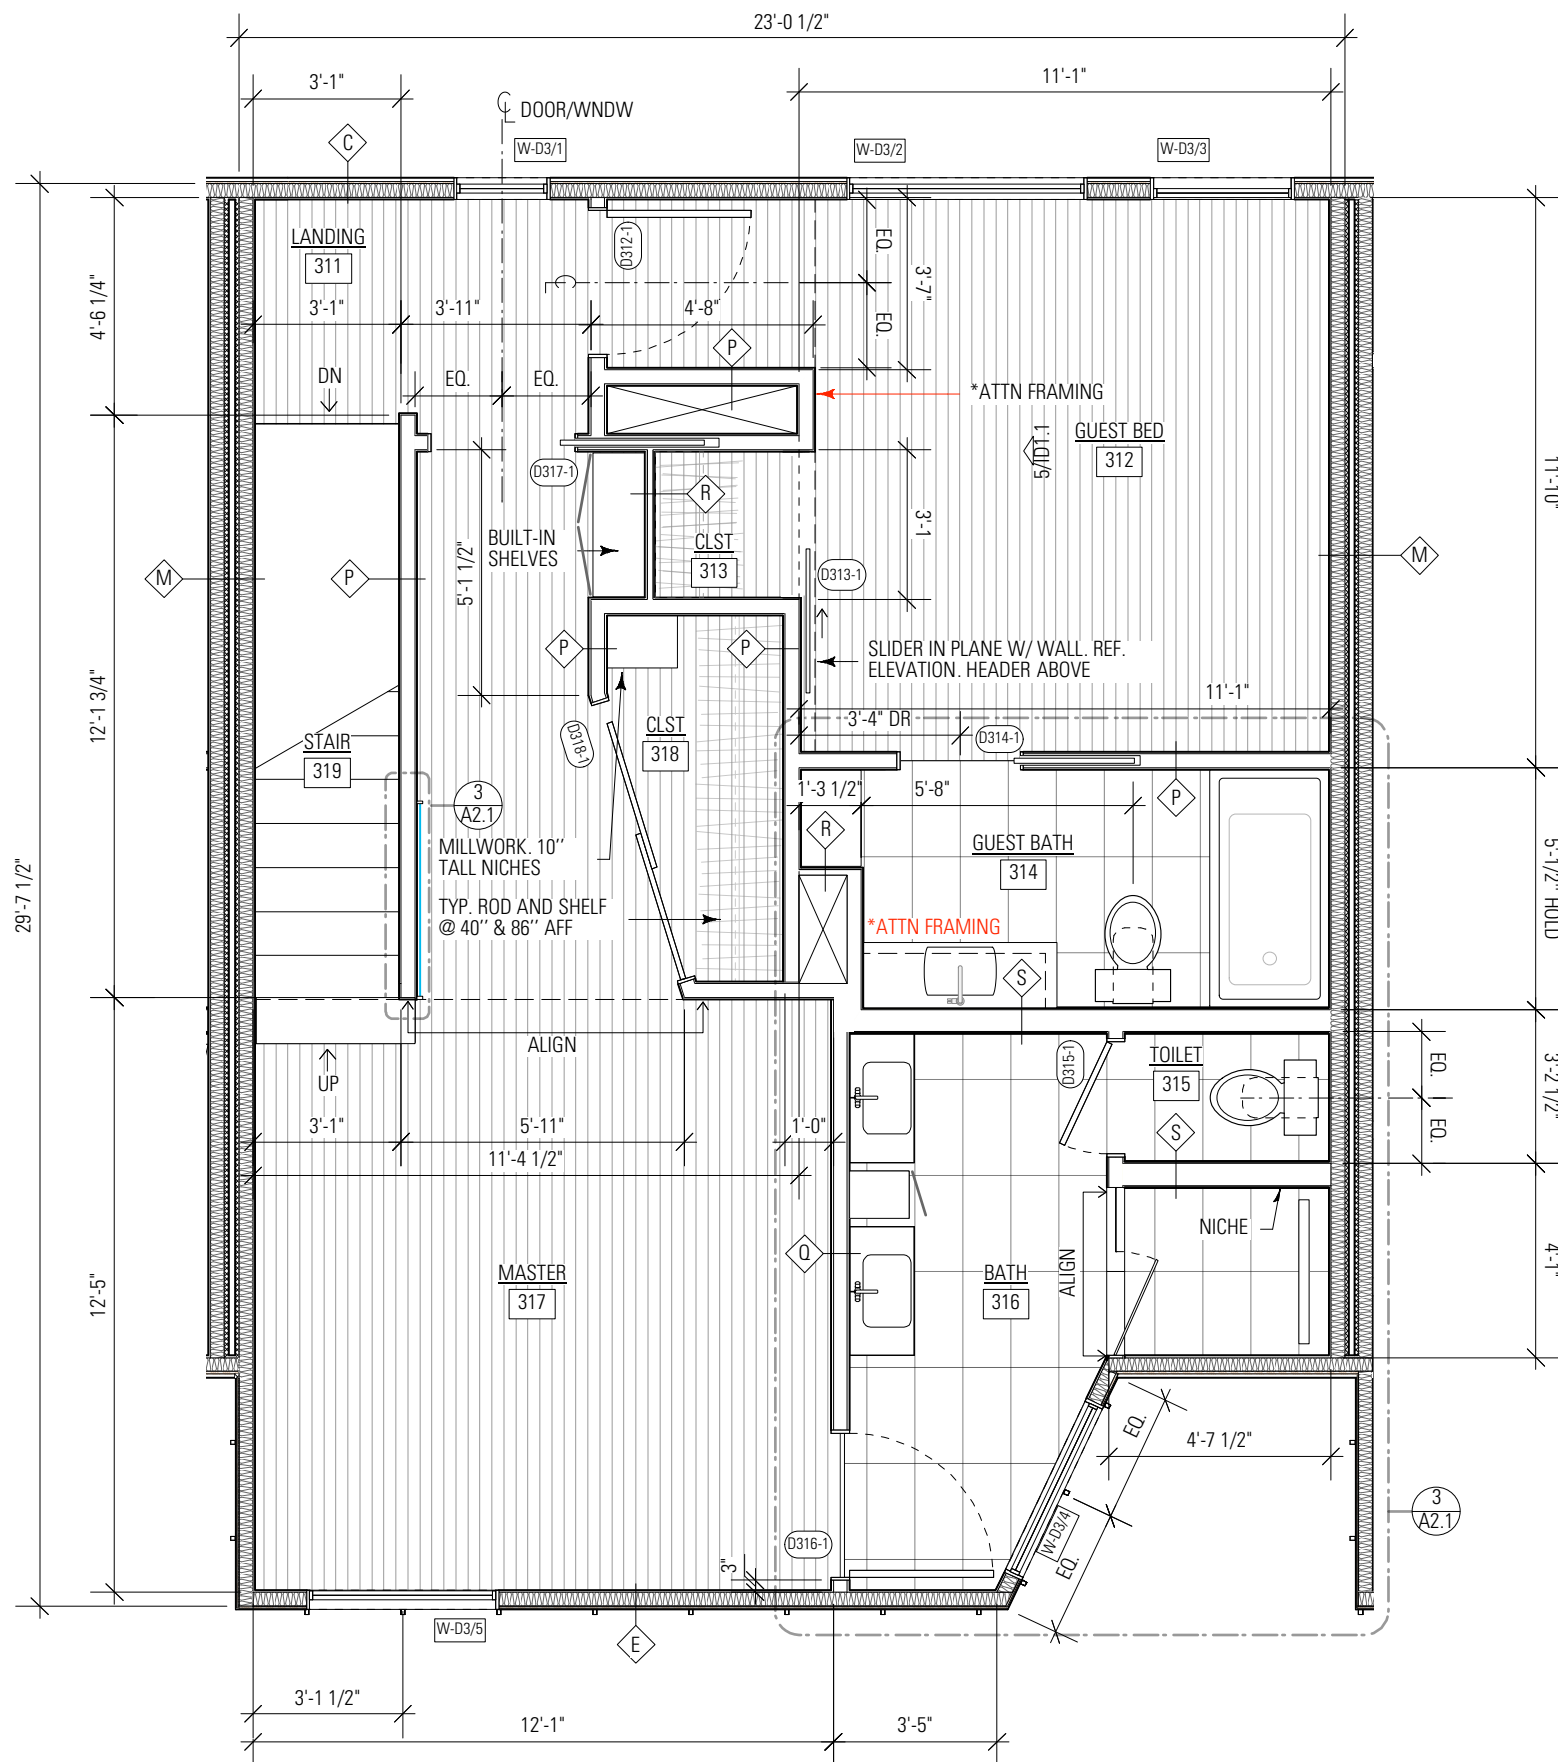 23'-0 1/2"
3'-1"
11'-1"
CL DOOR/WNDW
C
W-D3/1
W-D3/2
W-D3/3
LANDING
311
D312-1
EQ.
3'-7"
EQ.
3'-1"
3'-11"
4'-8"
4'-6 1/4"
P
DN
EQ.
EQ.
*ATTN FRAMING
GUEST BED
312
5/ID1.1
11'-10"
D317-1
R
BUILT-IN
SHELVES
CLST
313
3'-1
D313-1
M
P
5'-1 1/2"
M
P
P
SLIDER IN PLANE W/ WALL. REF.
ELEVATION. HEADER ABOVE
11'-1"
3'-4" DR
D314-1
12'-1 3/4"
STAIR
319
D318-1
CLST
318
3
A2.1
1'-3 1/2"
5'-8"
P
R
MILLWORK. 10"
TALL NICHES
GUEST BATH
314
5'-1/2" HOLD
29'-7 1/2"
TYP. ROD AND SHELF
@ 40" & 86" AFF
*ATTN FRAMING
S
ALIGN
UP
D315-1
TOILET
315
EQ.
3'-2 1/2"
EQ.
3'-1"
5'-11"
1'-0"
S
11'-4 1/2"
NICHE
Q
ALIGN
4'-1"
MASTER
317
BATH
316
12'-5"
EQ.
4'-7 1/2"
3
A2.1
W-D3/4
EQ.
D316-1
3"
W-D3/5
E
3'-1 1/2"
12'-1"
3'-5"